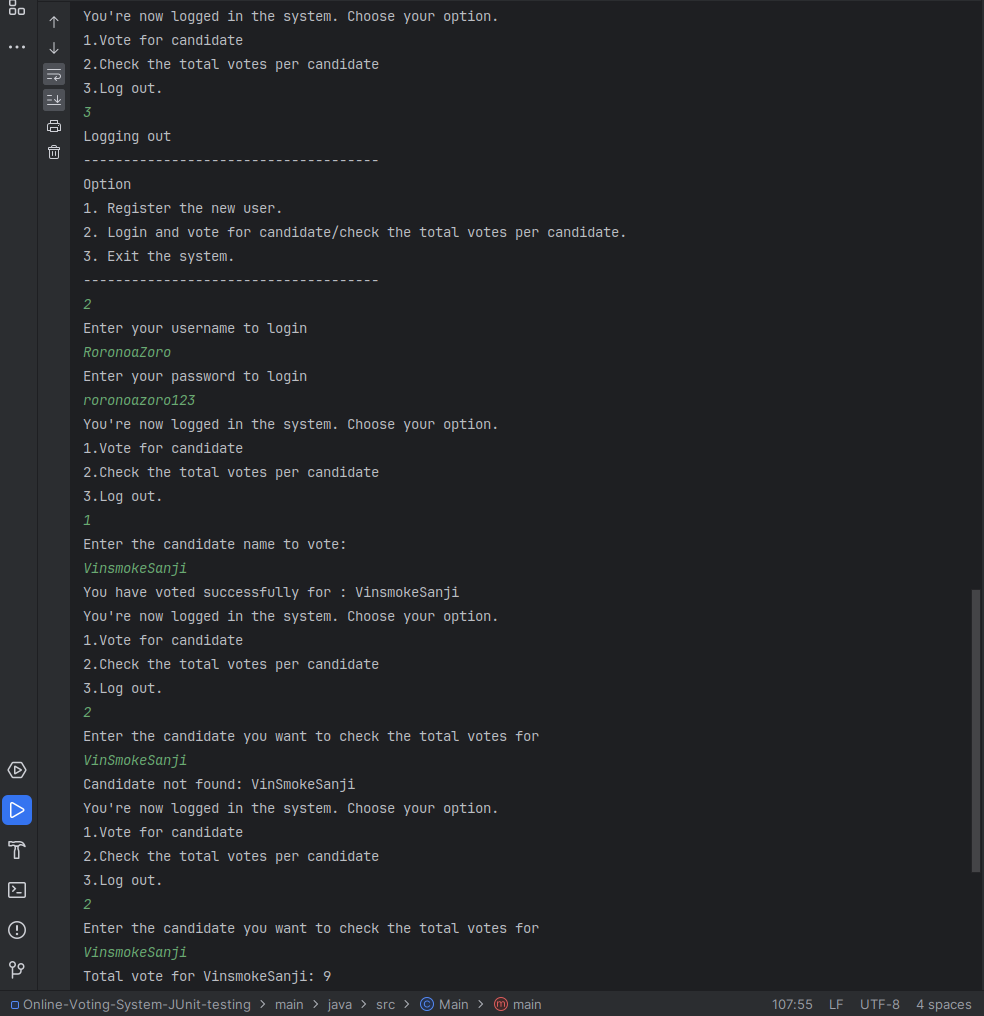 You're now logged in the system. Choose your option.
1.Vote for candidate
2.Check the total votes per candidate
3.Log out.
3
Logging out
-------------------------------------
Option
1. Register the new user.
2. Login and vote for candidate/check the total votes per candidate.
3. Exit the system.
-------------------------------------
2
Enter your username to login
RoronoaZoro
Enter your password to login
roronoazoro123
You're now logged in the system. Choose your option.
1.Vote for candidate
2.Check the total votes per candidate
3.Log out.
1
Enter the candidate name to vote:
VinsmokeSanji
You have voted successfully for : VinsmokeSanji
You're now logged in the system. Choose your option.
1.Vote for candidate
2.Check the total votes per candidate
3.Log out.
2
Enter the candidate you want to check the total votes for
VinSmokeSanji
Candidate not found: VinSmokeSanji
You're now logged in the system. Choose your option.
1.Vote for candidate
2.Check the total votes per candidate
3.Log out.
2
Enter the candidate you want to check the total votes for
VinsmokeSanji
Total vote for VinsmokeSanji: 9
Online-Voting-System-JUnit-testing > main > java > src > C Main > m main 107:55 LF UTF-8 4 spaces